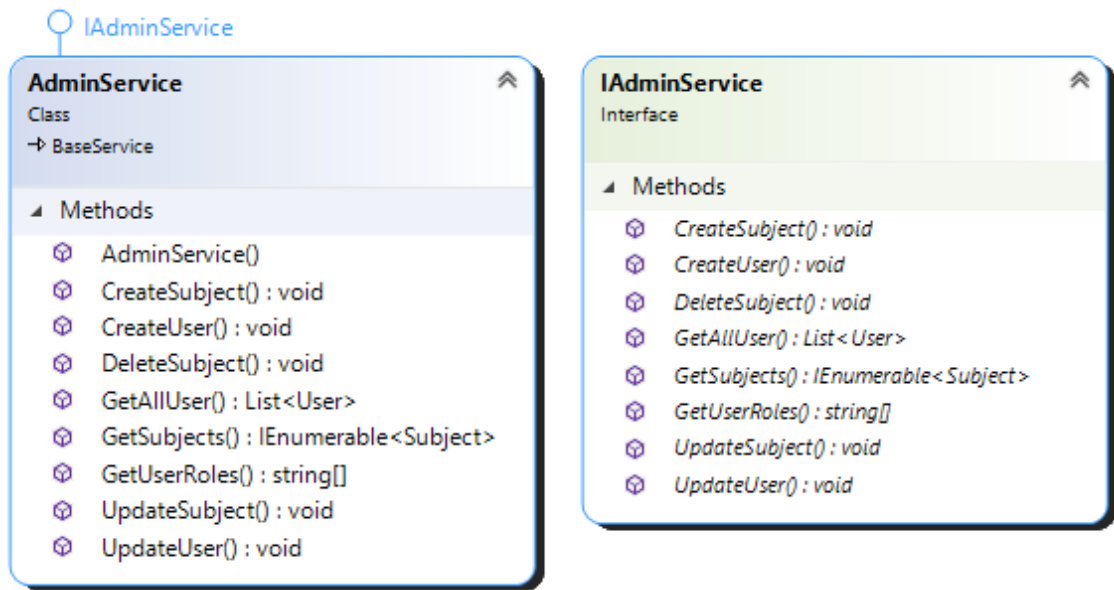 IAdminService
AdminService
Class
BaseService
Methods
AdminService()
CreateSubject() : void
CreateUser() : void
DeleteSubject() : void
GetAllUser() : List<User>
GetSubjects() : IEnumerable<Subject>
GetUserRoles() : string[]
UpdateSubject() : void
UpdateUser() : void
IAdminService
Interface
Methods
CreateSubject() : void
CreateUser() : void
DeleteSubject() : void
GetAllUser() : List<User>
GetSubjects() : IEnumerable<Subject>
GetUserRoles() : string[]
UpdateSubject() : void
UpdateUser() : void